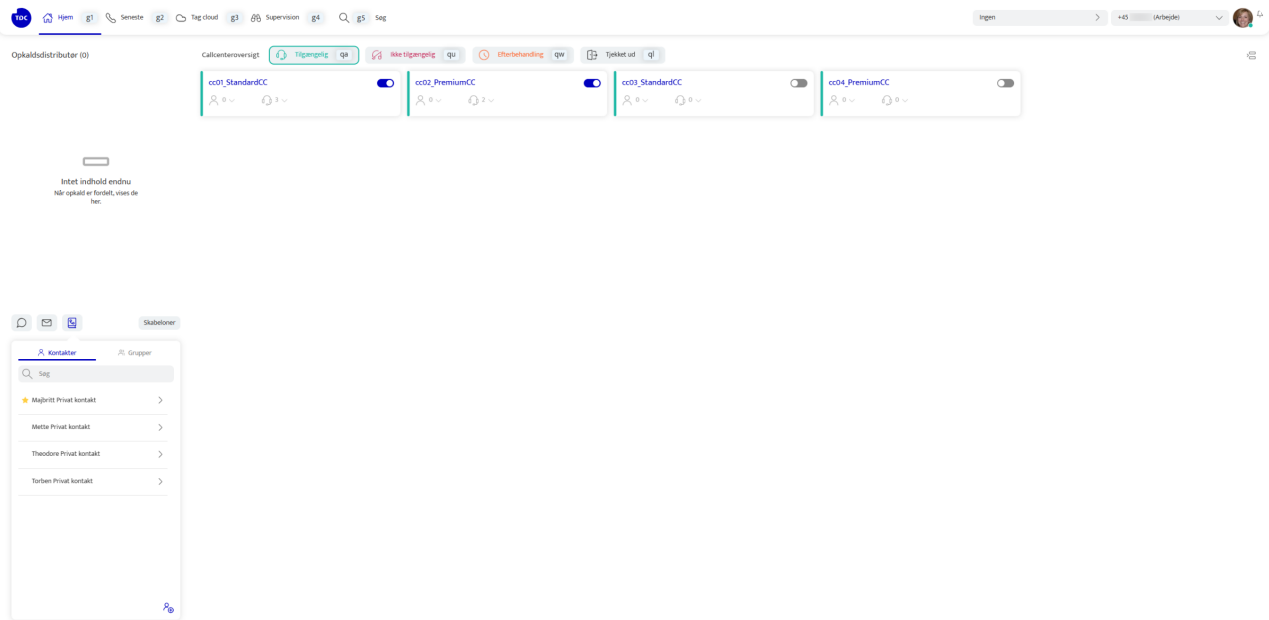 TDC Hjem g1 Seneste g2 Tag cloud g3 Supervision g4 g5 Søg Ingen +45 (Arbejde)
Opkaldsdistributør (0)
Callcenteroversigt Tilgængelig qa Ikke tilgængelig qu Efterbehandling qw Tjekket ud ql
cc01_StandardCC cc02_PremiumCC cc03_StandardCC cc04_PremiumCC
0 3 0 2 0 0 0 0
Intet indhold endnu
Når opkald er fordelt, vises de
her.
Skabeloner
Kontakter Grupper
Søg
Majbritt Privat kontakt
Mette Privat kontakt
Theodore Privat kontakt
Torben Privat kontakt